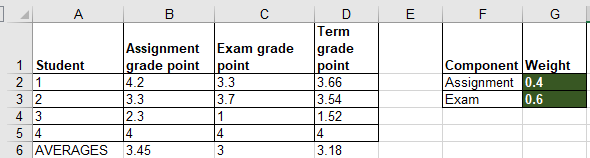 A B C D E F G
Term
Assignment Exam grade grade
1 Student grade point point point Component Weight
2 1 4.2 3.3 3.66 Assignment 0.4
3 2 3.3 3.7 3.54 Exam 0.6
4 3 2.3 1 1.52
5 4 4 4 4
6 AVERAGES 3.45 3 3.18